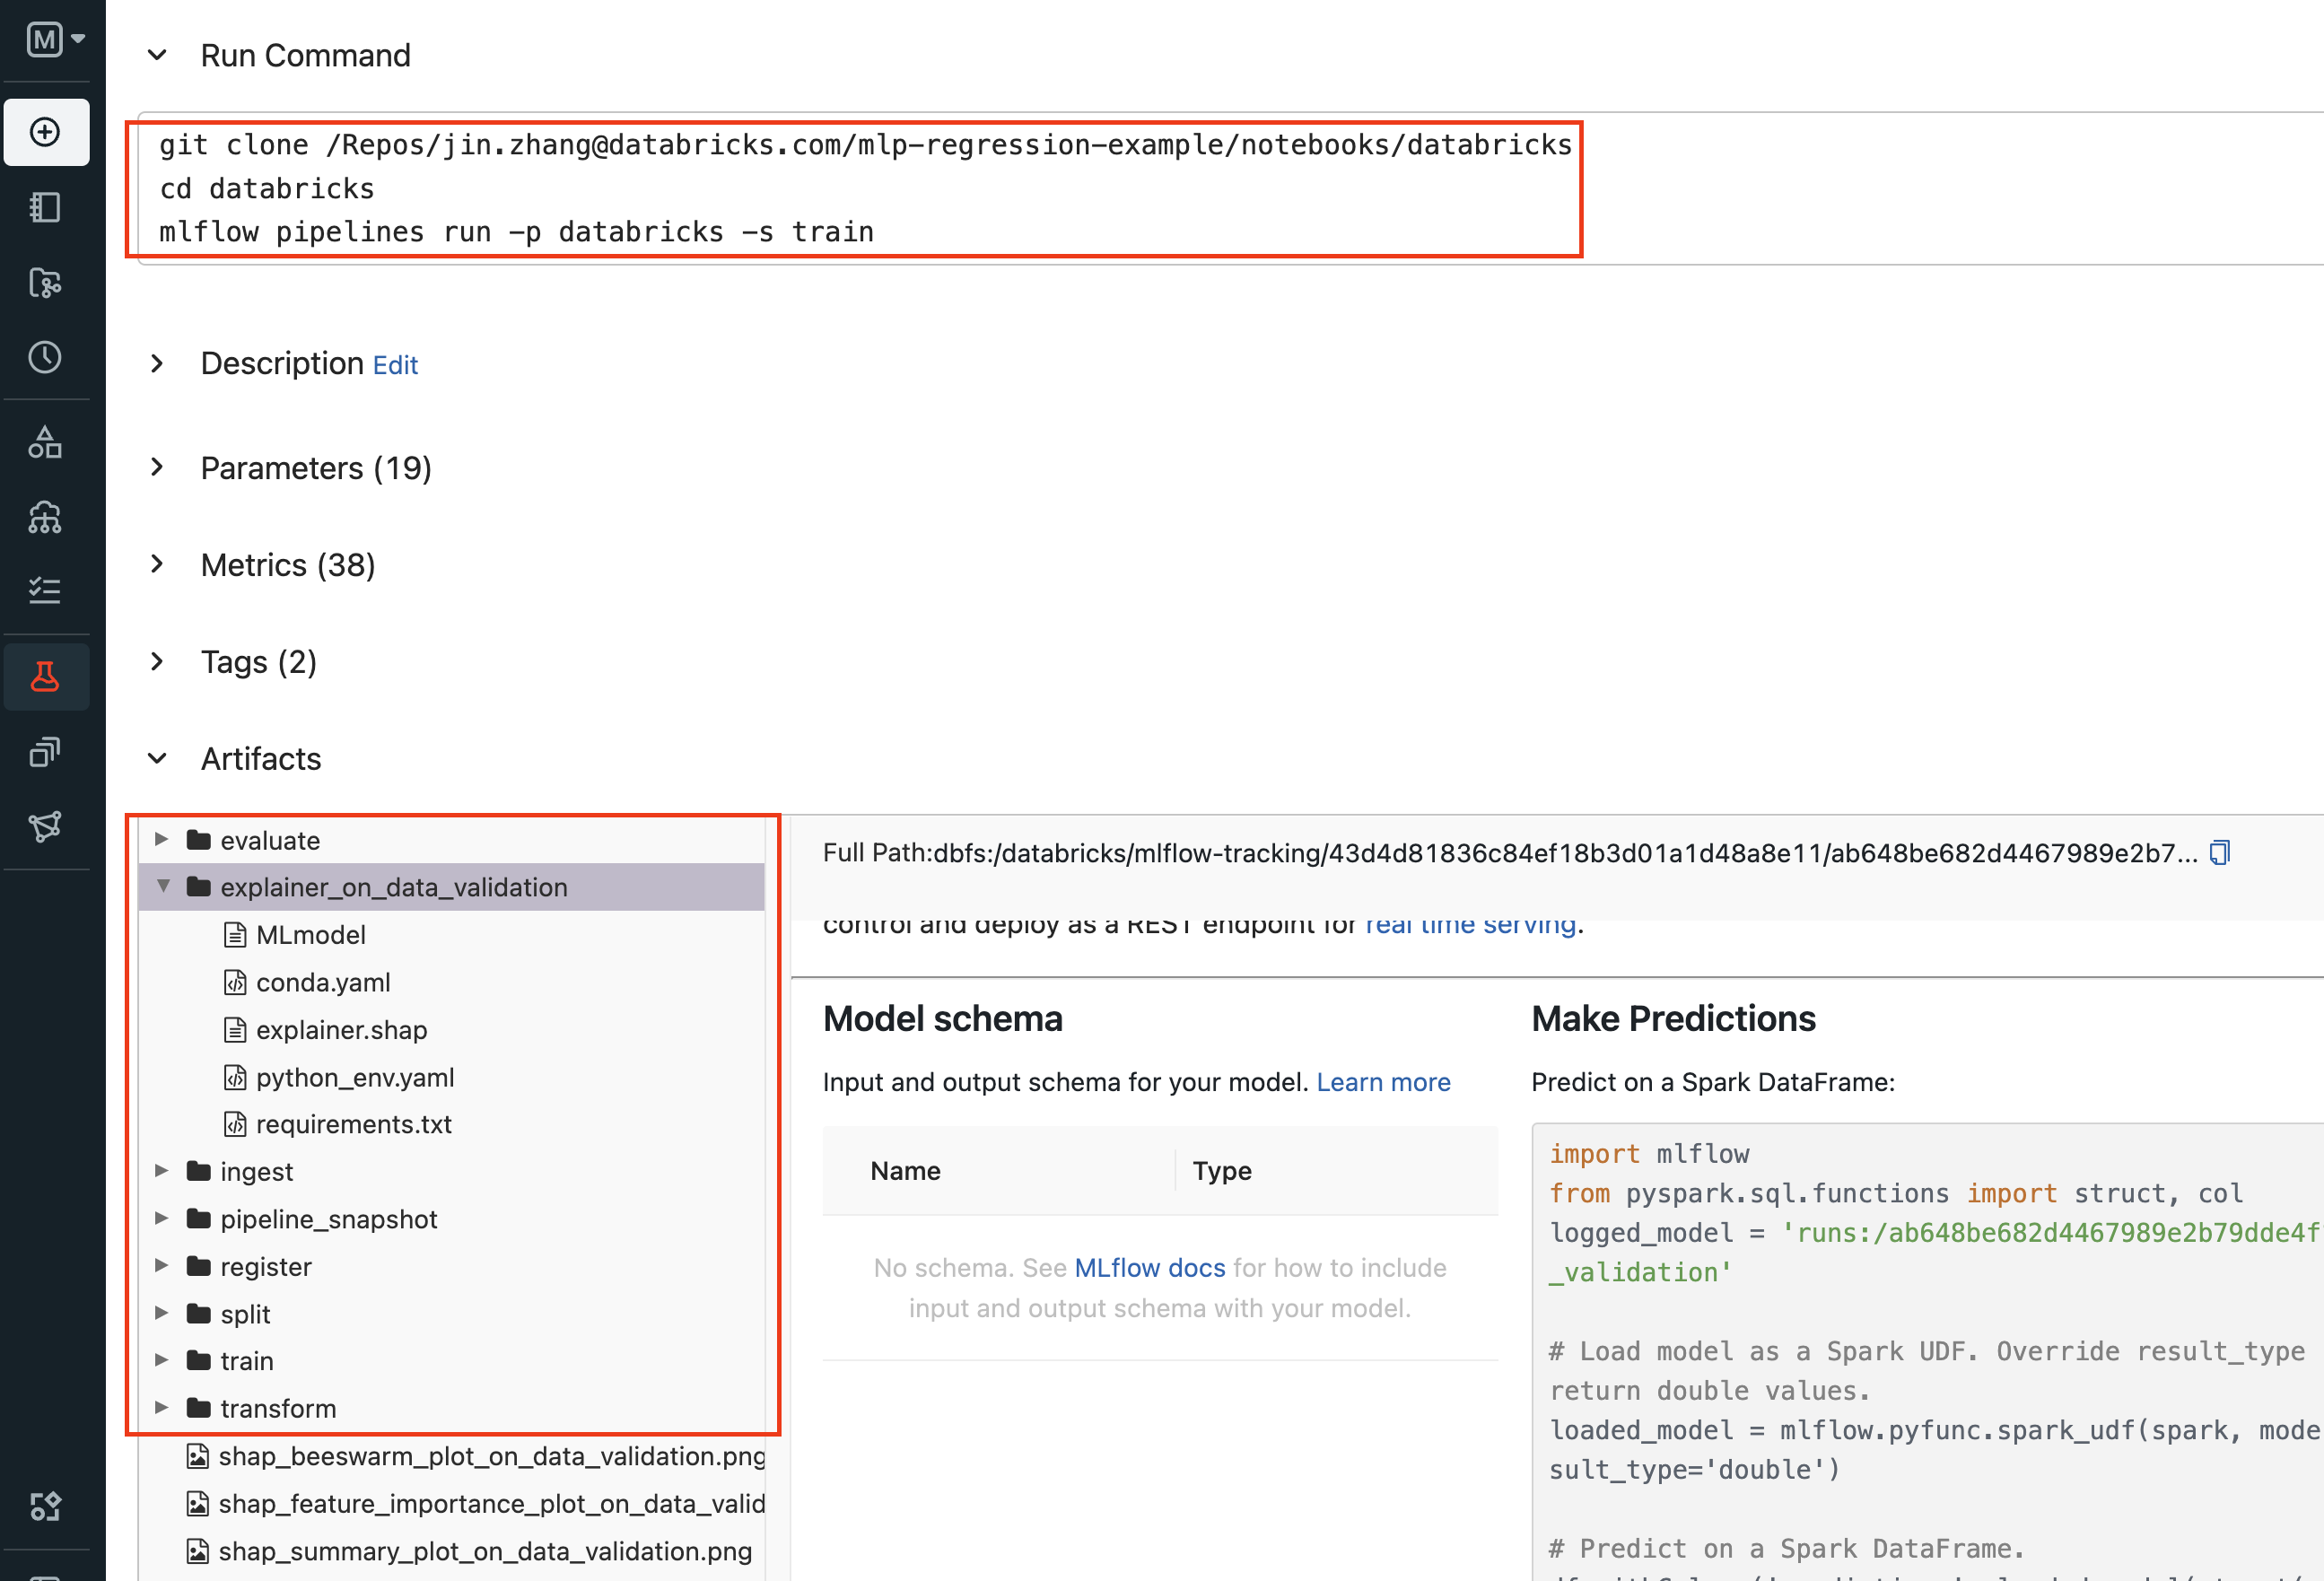 M
Run Command
git clone /Repos/jin.zhang@databricks.com/mlp-regression-example/notebooks/databricks
cd databricks
mlflow pipelines run -p databricks -s train
Description Edit
Parameters (19)
Metrics (38)
Tags (2)
Artifacts
evaluate
explainer_on_data_validation
MLmodel
conda.yaml
explainer.shap
python_env.yaml
requirements.txt
ingest
pipeline_snapshot
register
split
train
transform
shap_beeswarm_plot_on_data_validation.png
shap_feature_importance_plot_on_data_valid
shap_summary_plot_on_data_validation.png
Full Path:dbfs:/databricks/mlflow-tracking/43d4d81836c84ef18b3d01a1d48a8e11/ab648be682d4467989e2b7...
control and deploy as a REST endpoint for real time serving.
Model schema
Input and output schema for your model. Learn more
Name Type
No schema. See MLflow docs for how to include
input and output schema with your model.
Make Predictions
Predict on a Spark DataFrame:
import mlflow
from pyspark.sql.functions import struct, col
logged_model = 'runs:/ab648be682d4467989e2b79dde4f
_validation'
# Load model as a Spark UDF. Override result_type
return double values.
loaded_model = mlflow.pyfunc.spark_udf(spark, mode
sult_type='double')
# Predict on a Spark DataFrame.